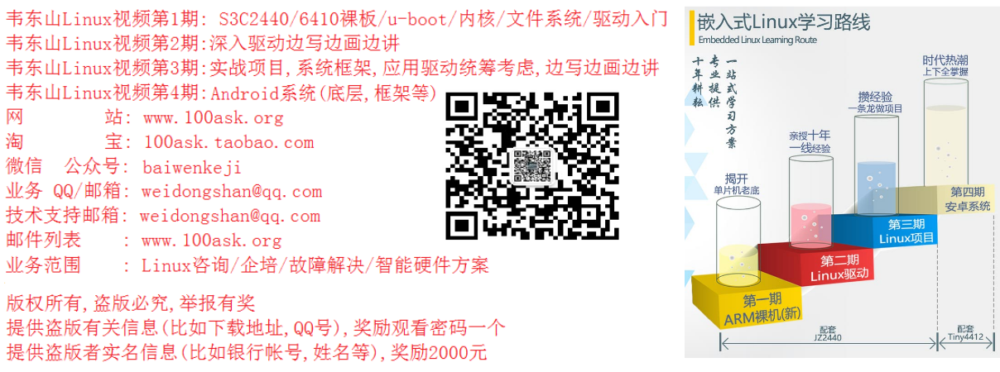 韦东山Linux视频第1期: S3C2440/6410裸板/u-boot/内核/文件系统/驱动入门
韦东山Linux视频第2期:深入驱动边写边画边讲
韦东山Linux视频第3期:实战项目,系统框架,应用驱动统筹考虑,边写边画边讲
韦东山Linux视频第4期:Android系统(底层,框架等)
网 站: www.100ask.org
淘 宝: 100ask.taobao.com
微信 公众号: baiwenkeji
业务 QQ/邮箱: weidongshan@qq.com
技术支持邮箱: weidongshan@qq.com
邮件列表 : www.100ask.org
业务范围 : Linux咨询/企培/故障解决/智能硬件方案
版权所有,盗版必究,举报有奖
提供盗版有关信息(比如下载地址,QQ号),奖励观看密码一个
提供盗版者实名信息(比如银行帐号,姓名等),奖励2000元
嵌入式Linux学习路线
Embedded Linux Learning Route
一站式学习方案
专业提供
十年耕耘
时代热潮
上下全掌握
攒经验
一条龙做项目
亲授十年
一线经验
揭开
单片机老底
第四期
安卓系统
第三期
Linux项目
第二期
Linux驱动
第一期
ARM裸机(新)
配套
JZ2440
配套
Tiny4412